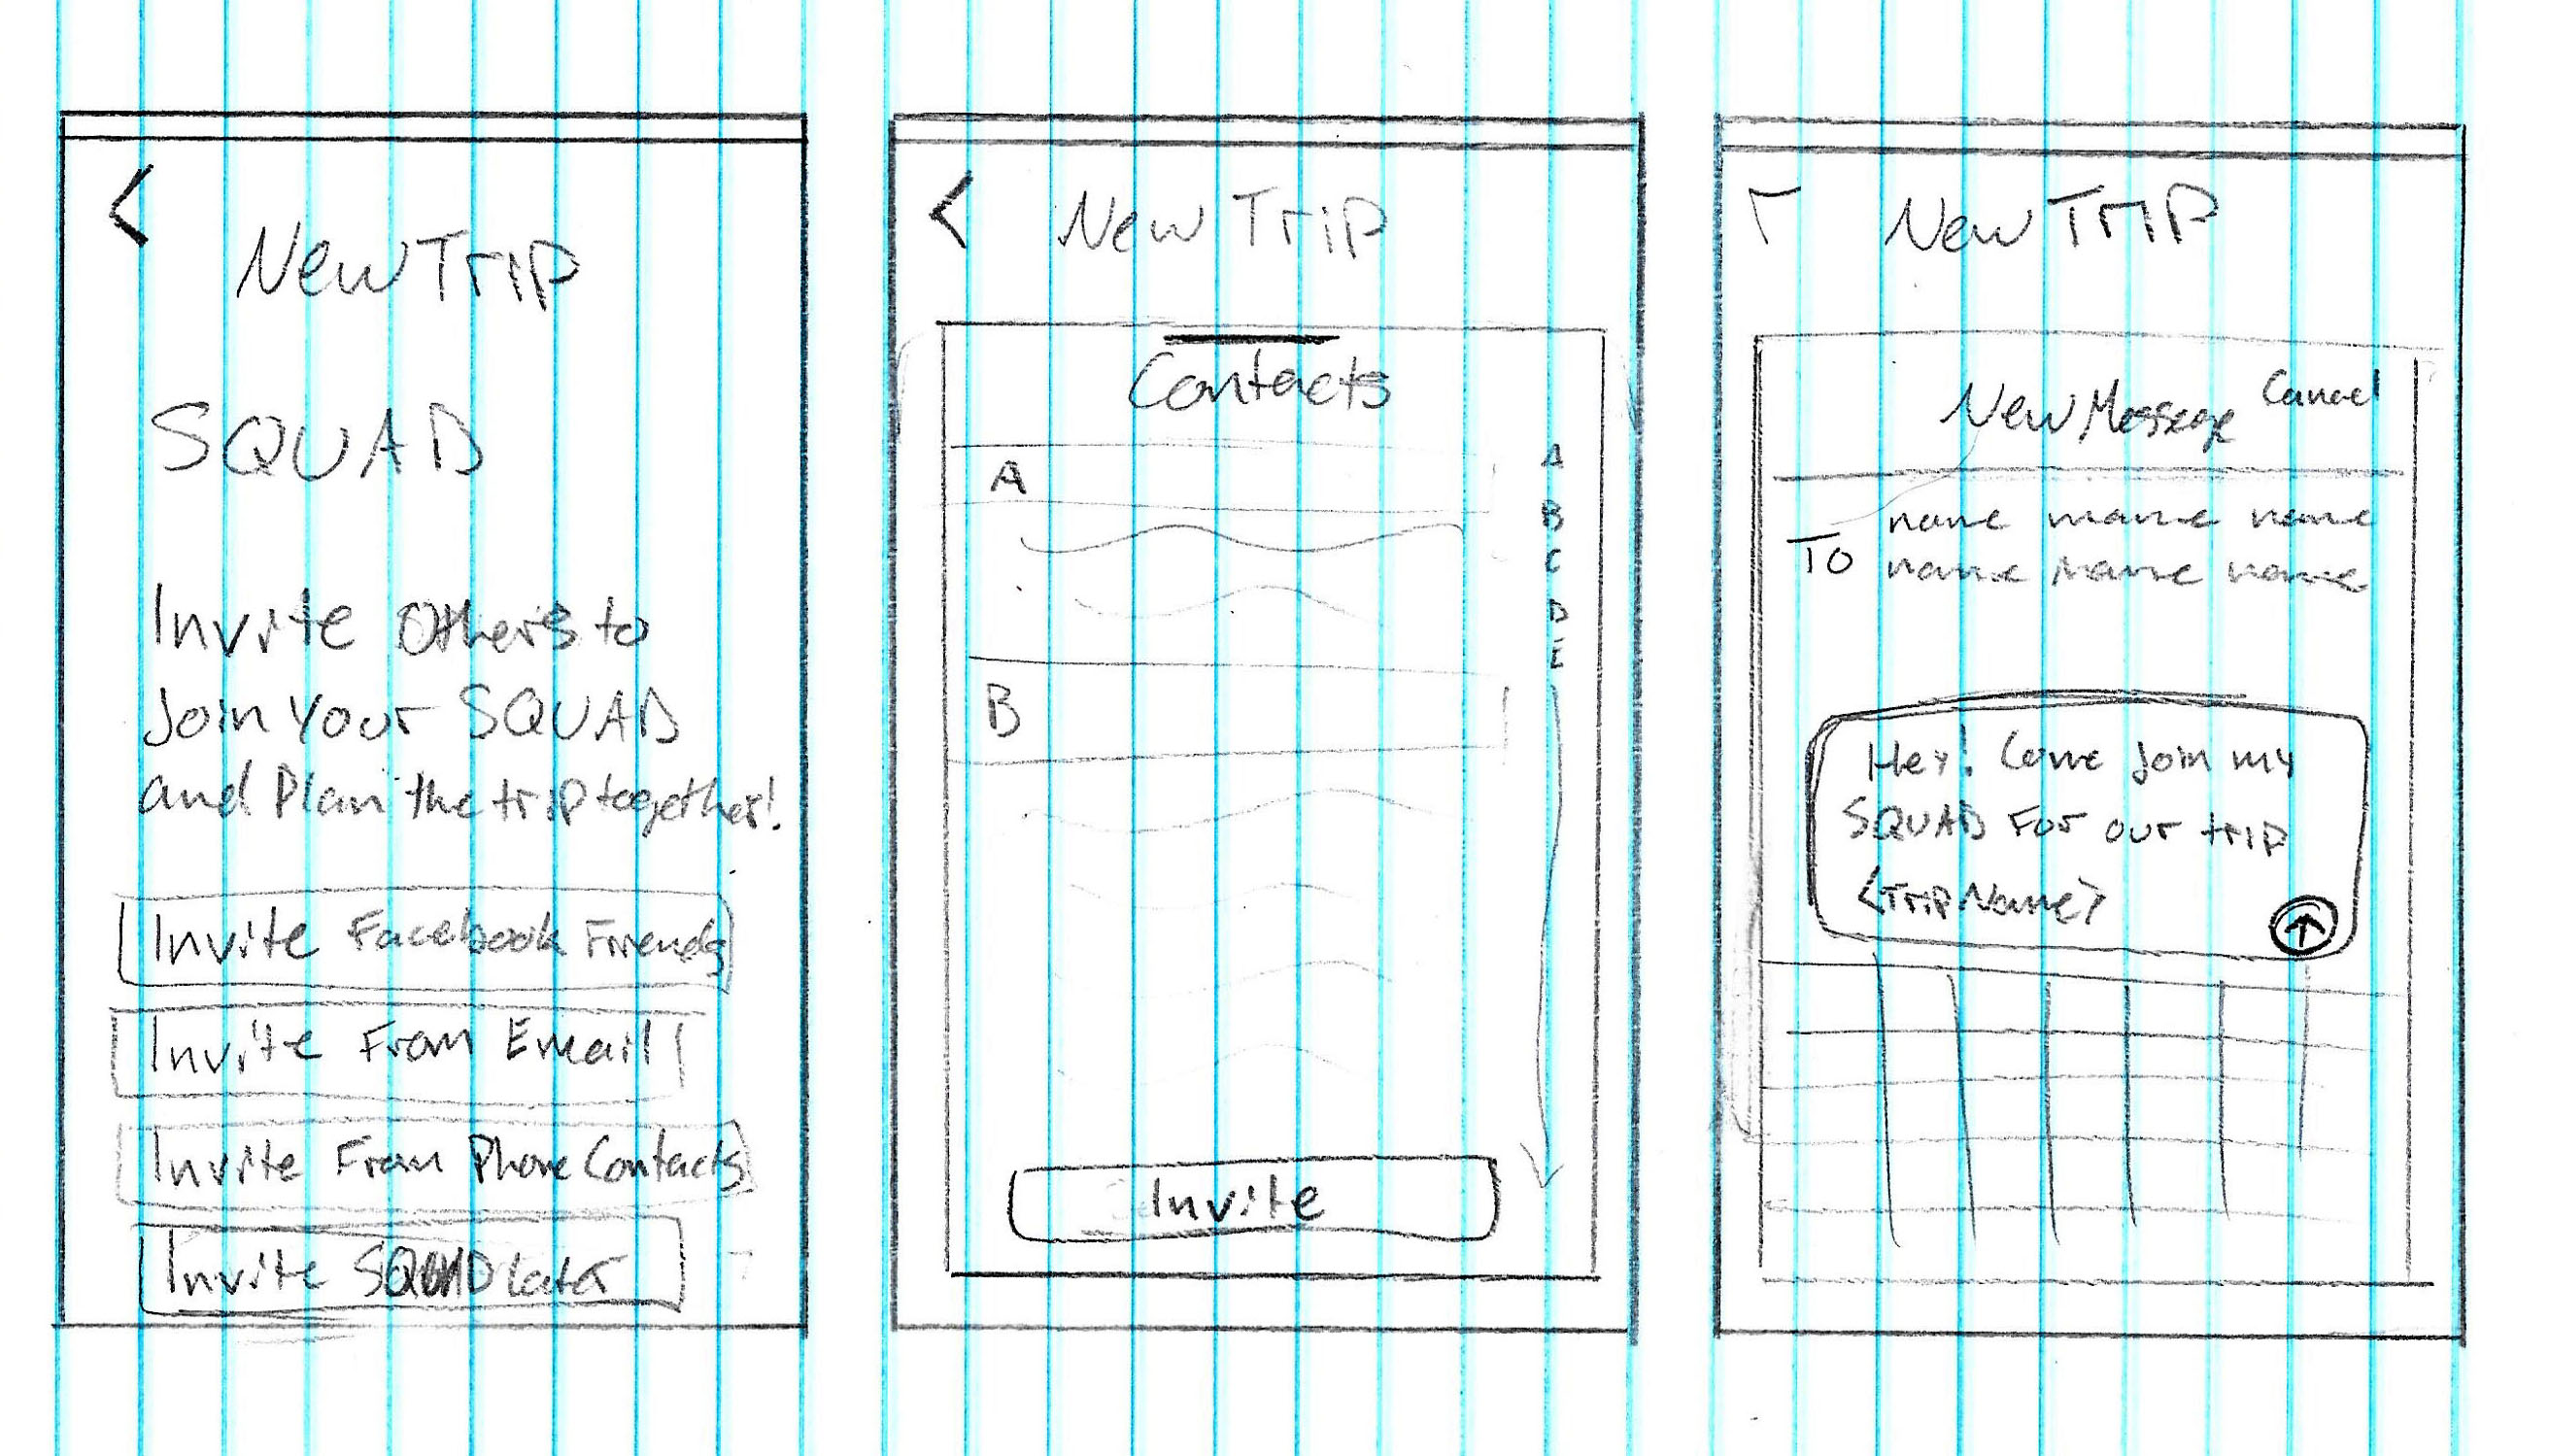 <
New Trip
SQUAD
Invite Others to
Join Your SQUAD
and Plan the trip together!
Invite Facebook Friends
Invite From Email
Invite From Phone Contacts
Invite SQUAD later
<
New Trip
Contacts
A
B
A
B
C
D
E
Invite
New Trip
New Message
Cancel
To
name name name
name name name
Hey! Come Join my
SQUAD For our trip
<Trip Name>